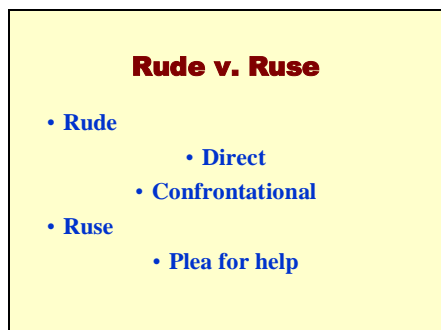 Rude v. Ruse
• Rude
• Direct
• Confrontational
• Ruse
• Plea for help